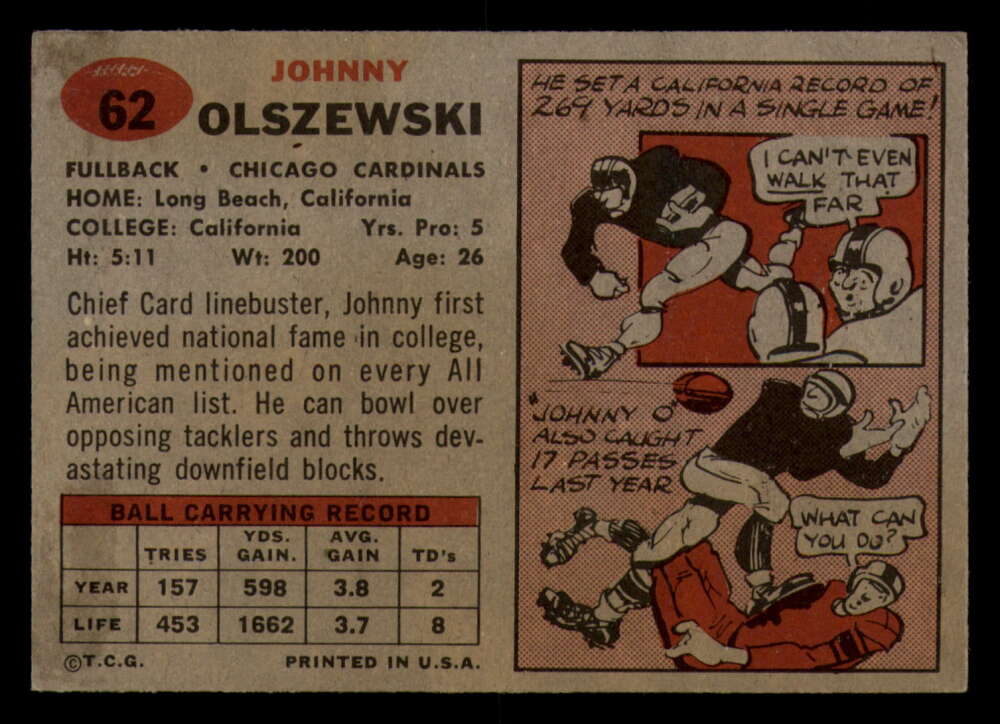 62
JOHNNY
OLSZEWSKI
FULLBACK • CHICAGO CARDINALS
HOME: Long Beach, California
COLLEGE: California Yrs. Pro: 5
Ht: 5:11 Wt: 200 Age: 26
Chief Card linebuster, Johnny first
achieved national fame in college,
being mentioned on every All
American list. He can bowl over
opposing tacklers and throws dev-
astating downfield blocks.
BALL CARRYING RECORD
TRIES YDS. GAIN. AVG. GAIN TD's
YEAR 157 598 3.8 2
LIFE 453 1662 3.7 8
©T.C.G. PRINTED IN U.S.A.
HE SET A CALIFORNIA RECORD OF
269 YARDS IN A SINGLE GAME!
I CAN'T EVEN
WALK THAT
FAR
"JOHNNY O"
ALSO CAUGHT
17 PASSES
LAST YEAR
WHAT CAN
YOU DO?